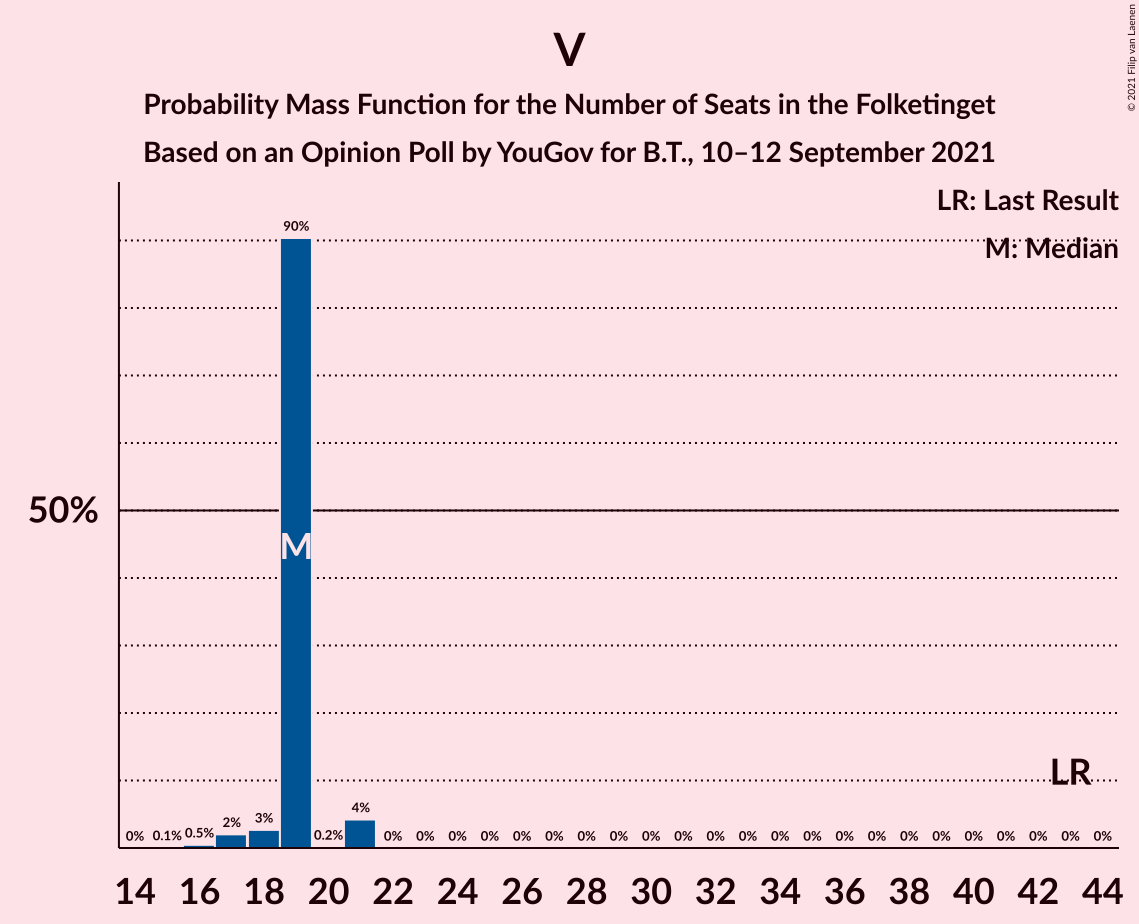 V
Probability Mass Function for the Number of Seats in the Folketinget
Based on an Opinion Poll by YouGov for B.T., 10–12 September 2021
© 2021 Filip van Laenen
LR: Last Result
M: Median
90%
50%
M
LR
0% 0.1% 0.5% 2% 3% 0.2% 4% 0% 0% 0% 0% 0% 0% 0% 0% 0% 0% 0% 0% 0% 0% 0% 0% 0% 0% 0% 0% 0% 0% 0%
14 16 18 20 22 24 26 28 30 32 34 36 38 40 42 44